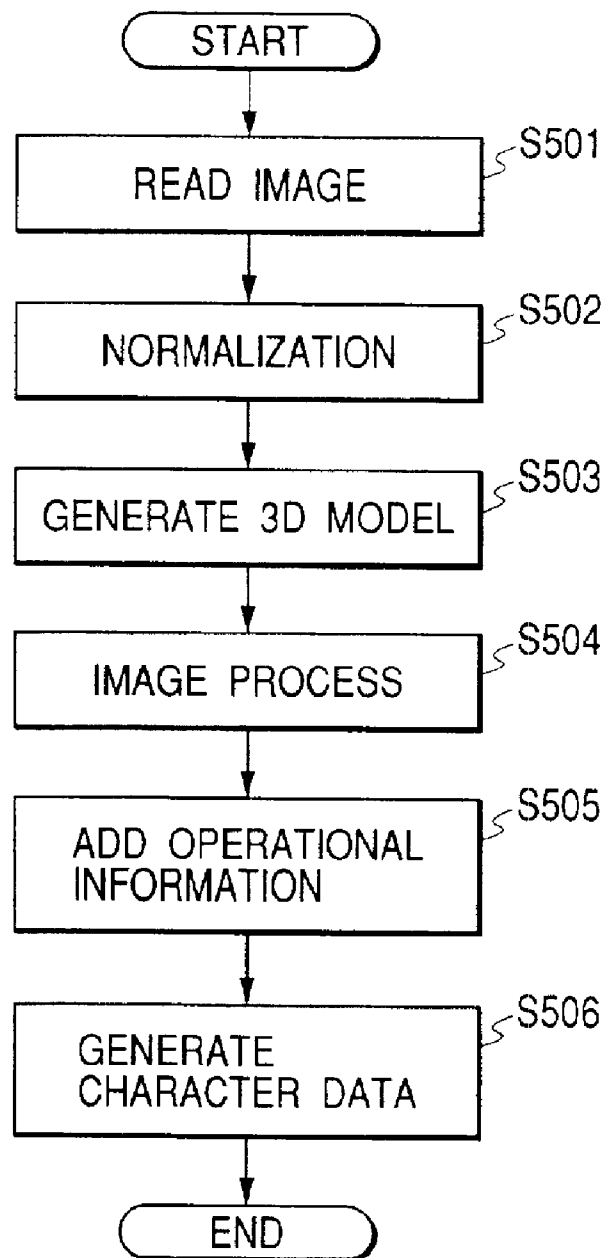 START
READ IMAGE
S501
NORMALIZATION
S502
GENERATE 3D MODEL
S503
IMAGE PROCESS
S504
ADD OPERATIONAL
INFORMATION
S505
GENERATE
CHARACTER DATA
S506
END